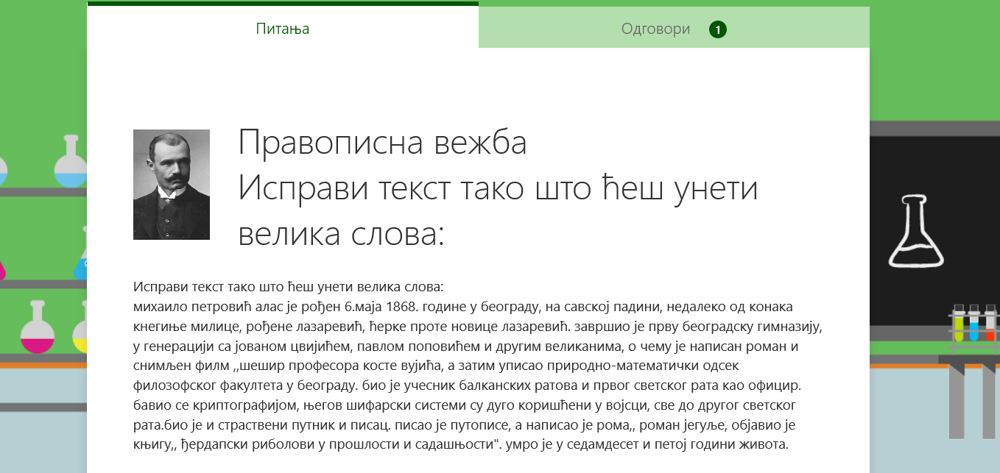 Питања
Одговори 1
Правописна вежба
Исправи текст тако што ћеш унети
велика слова:
Исправи текст тако што ћеш унети велика слова:
михаило петровић алас је рођен 6.маја 1868. године у београду, на савској падини, недалеко од конака
кнегиње милице, рођене лазаревић, ћерке проте новице лазаревић. завршио је прву београдску гимназију,
у генерацији са јованом цвијићем, павлом поповићем и другим великанима, о чему је написан роман и
снимљен филм ,,шешир професора косте вујића, а затим уписао природно-математички одсек
филозофског факултета у београду. био је учесник балканских ратова и првог светског рата као официр.
бавио се криптографијом, његов шифарски системи су дуго коришћени у војсци, све до другог светског
рата.био је и страствени путник и писац. писао је путописе, а написао је рома,, роман јегуље, објавио је
књигу,, ђердапски риболови у прошлости и садашњости". умро је у седамдесет и петој години живота.